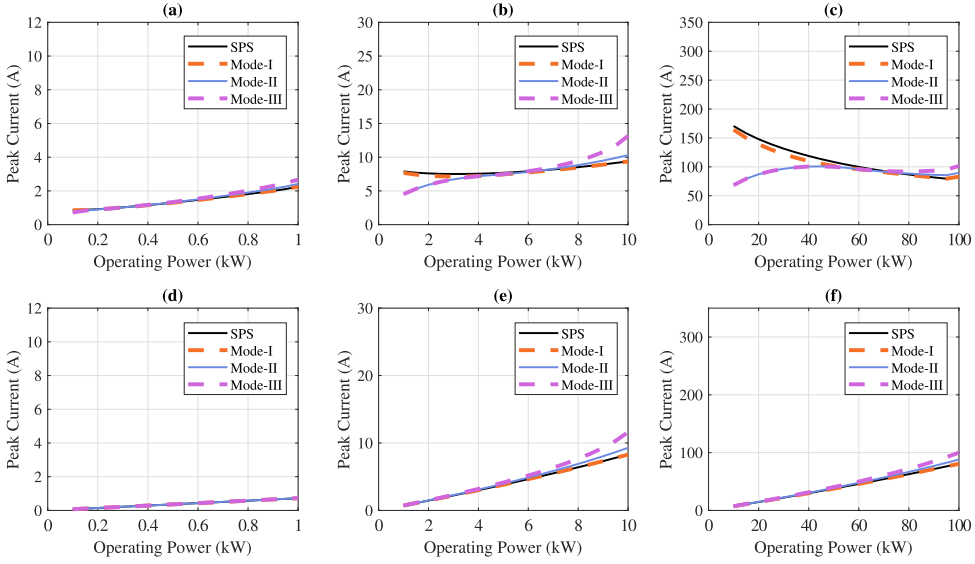 (a)
12
10
8
6
4
2
0
Peak Current (A)
SPS
Mode-I
Mode-II
Mode-III
0 0.2 0.4 0.6 0.8 1
Operating Power (kW)
(b)
30
25
20
15
10
5
0
Peak Current (A)
SPS
Mode-I
Mode-II
Mode-III
0 2 4 6 8 10
Operating Power (kW)
(c)
350
300
250
200
150
100
50
0
Peak Current (A)
SPS
Mode-I
Mode-II
Mode-III
0 20 40 60 80 100
Operating Power (kW)
(d)
12
10
8
6
4
2
0
Peak Current (A)
SPS
Mode-I
Mode-II
Mode-III
0 0.2 0.4 0.6 0.8 1
Operating Power (kW)
(e)
30
20
10
0
Peak Current (A)
SPS
Mode-I
Mode-II
Mode-III
0 2 4 6 8 10
Operating Power (kW)
(f)
300
200
100
0
Peak Current (A)
SPS
Mode-I
Mode-II
Mode-III
0 20 40 60 80 100
Operating Power (kW)